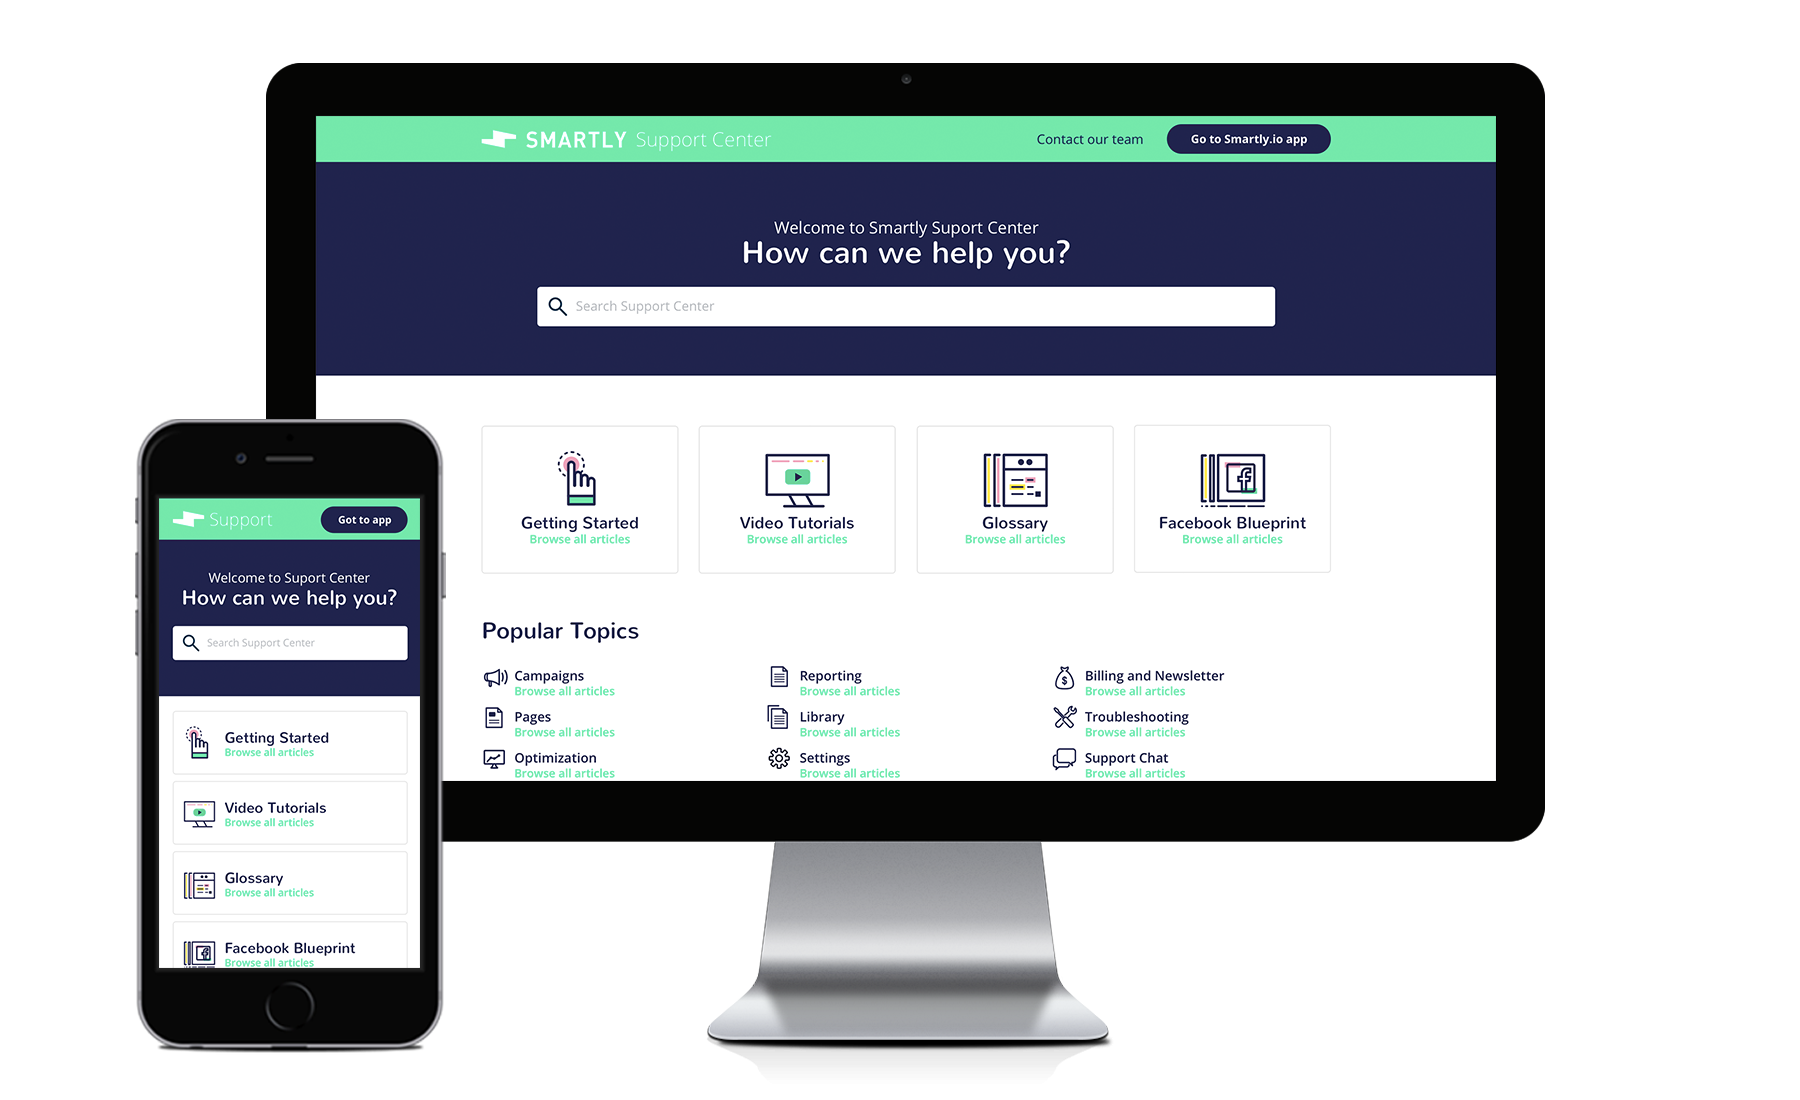 SMARTLY Support Center
Contact our team
Go to Smartly.io app
Welcome to Smartly Suport Center
How can we help you?
Search Support Center
Getting Started
Browse all articles
Video Tutorials
Browse all articles
Glossary
Browse all articles
Facebook Blueprint
Browse all articles
Popular Topics
Campaigns
Browse all articles
Reporting
Browse all articles
Billing and Newsletter
Browse all articles
Pages
Browse all articles
Library
Browse all articles
Troubleshooting
Browse all articles
Optimization
Browse all articles
Settings
Browse all articles
Support Chat
Browse all articles
Support
Got to app
Welcome to Suport Center
How can we help you?
Search Support Center
Getting Started
Browse all articles
Video Tutorials
Browse all articles
Glossary
Browse all articles
Facebook Blueprint
Browse all articles